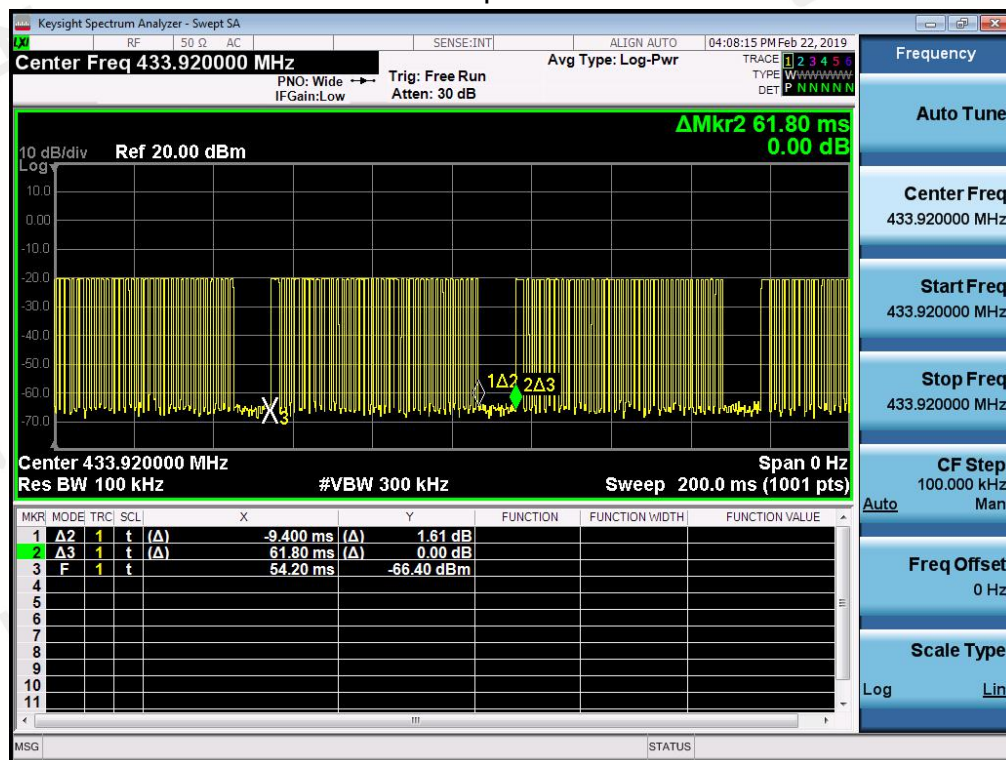 Keysight Spectrum Analyzer - Swept SA
LXI RF 50 Ω AC SENSE:INT ALIGN AUTO 04:08:15 PM Feb 22, 2019
Center Freq 433.920000 MHz
PNO: Wide
IFGain:Low
Trig: Free Run
Atten: 30 dB
Avg Type: Log-Pwr
TRACE 1 2 3 4 5 6
TYPE WWWWWW
DET P N N N N N
ΔMkr2 61.80 ms
0.00 dB
10 dB/div Ref 20.00 dBm
Log
10.0
0.00
-10.0
-20.0
-30.0
-40.0
-50.0
-60.0
-70.0
1Δ2 2Δ3
X3
Center 433.920000 MHz Span 0 Hz
Res BW 100 kHz #VBW 300 kHz Sweep 200.0 ms (1001 pts)
MKR MODE TRC SCL X Y FUNCTION FUNCTION WIDTH FUNCTION VALUE
1 Δ2 1 t (Δ) -9.400 ms (Δ) 1.61 dB
2 Δ3 1 t (Δ) 61.80 ms (Δ) 0.00 dB
3 F 1 t 54.20 ms -66.40 dBm
4
5
6
7
8
9
10
11
MSG STATUS
Frequency
Auto Tune
Center Freq
433.920000 MHz
Start Freq
433.920000 MHz
Stop Freq
433.920000 MHz
CF Step
100.000 kHz
Auto Man
Freq Offset
0 Hz
Scale Type
Log Lin